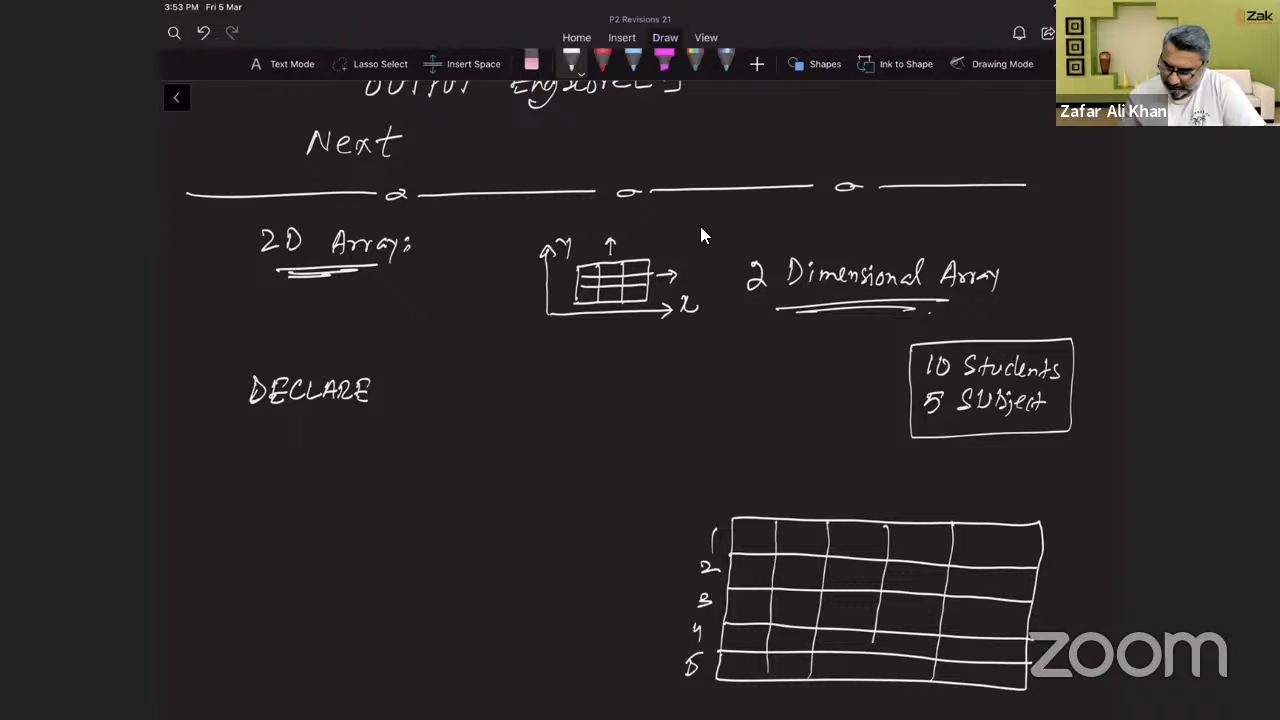 3:53 PM Fri 5 Mar
P2 Revisions 21
Home Insert Draw View
Text Mode Lasso Select Insert Space Shapes Ink to Shape Drawing Mode
Zak
Zafar Ali Khan
OUTPUT
Next
2D Array:
Y
X
2 Dimensional Array
10 Students
5 Subject
DECLARE
1
2
3
4
5
zoom